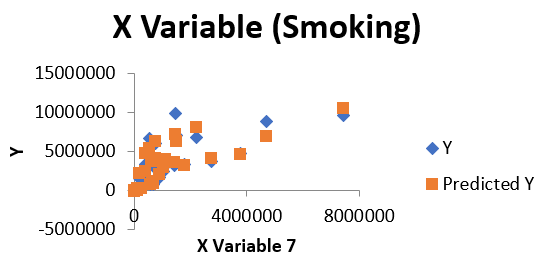 X Variable (Smoking)
15000000
10000000
5000000
0
-5000000
Y
0
4000000
8000000
X Variable 7
Y
Predicted Y